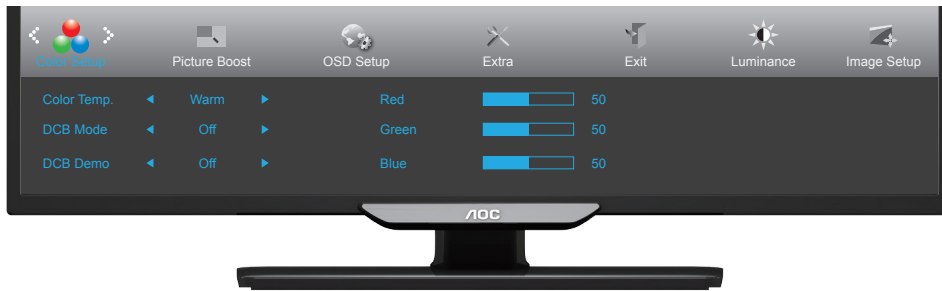 Color Setup
Picture Boost
OSD Setup
Extra
Exit
Luminance
Image Setup
Color Temp. Warm Red 50
DCB Mode Off Green 50
DCB Demo Off Blue 50
AOC